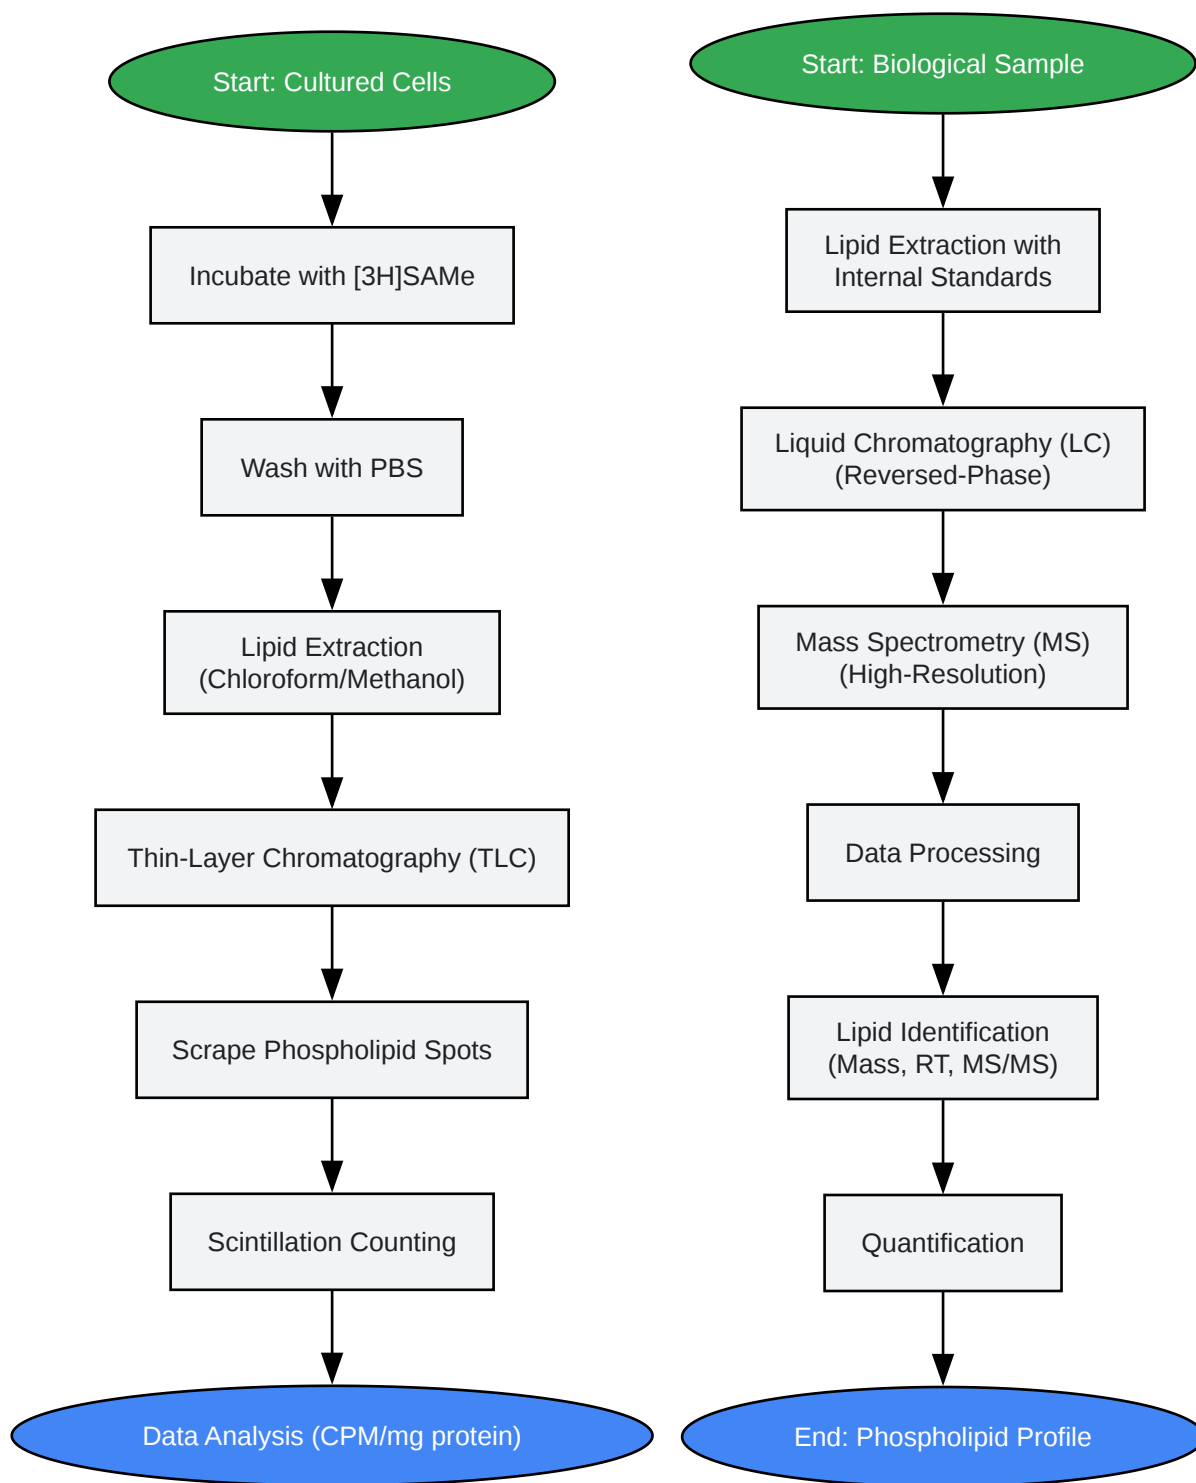 Start: Cultured Cells
Incubate with [3H]SAMe
Wash with PBS
Lipid Extraction
(Chloroform/Methanol)
Thin-Layer Chromatography (TLC)
Scrape Phospholipid Spots
Scintillation Counting
Data Analysis (CPM/mg protein)
Start: Biological Sample
Lipid Extraction with
Internal Standards
Liquid Chromatography (LC)
(Reversed-Phase)
Mass Spectrometry (MS)
(High-Resolution)
Data Processing
Lipid Identification
(Mass, RT, MS/MS)
Quantification
End: Phospholipid Profile